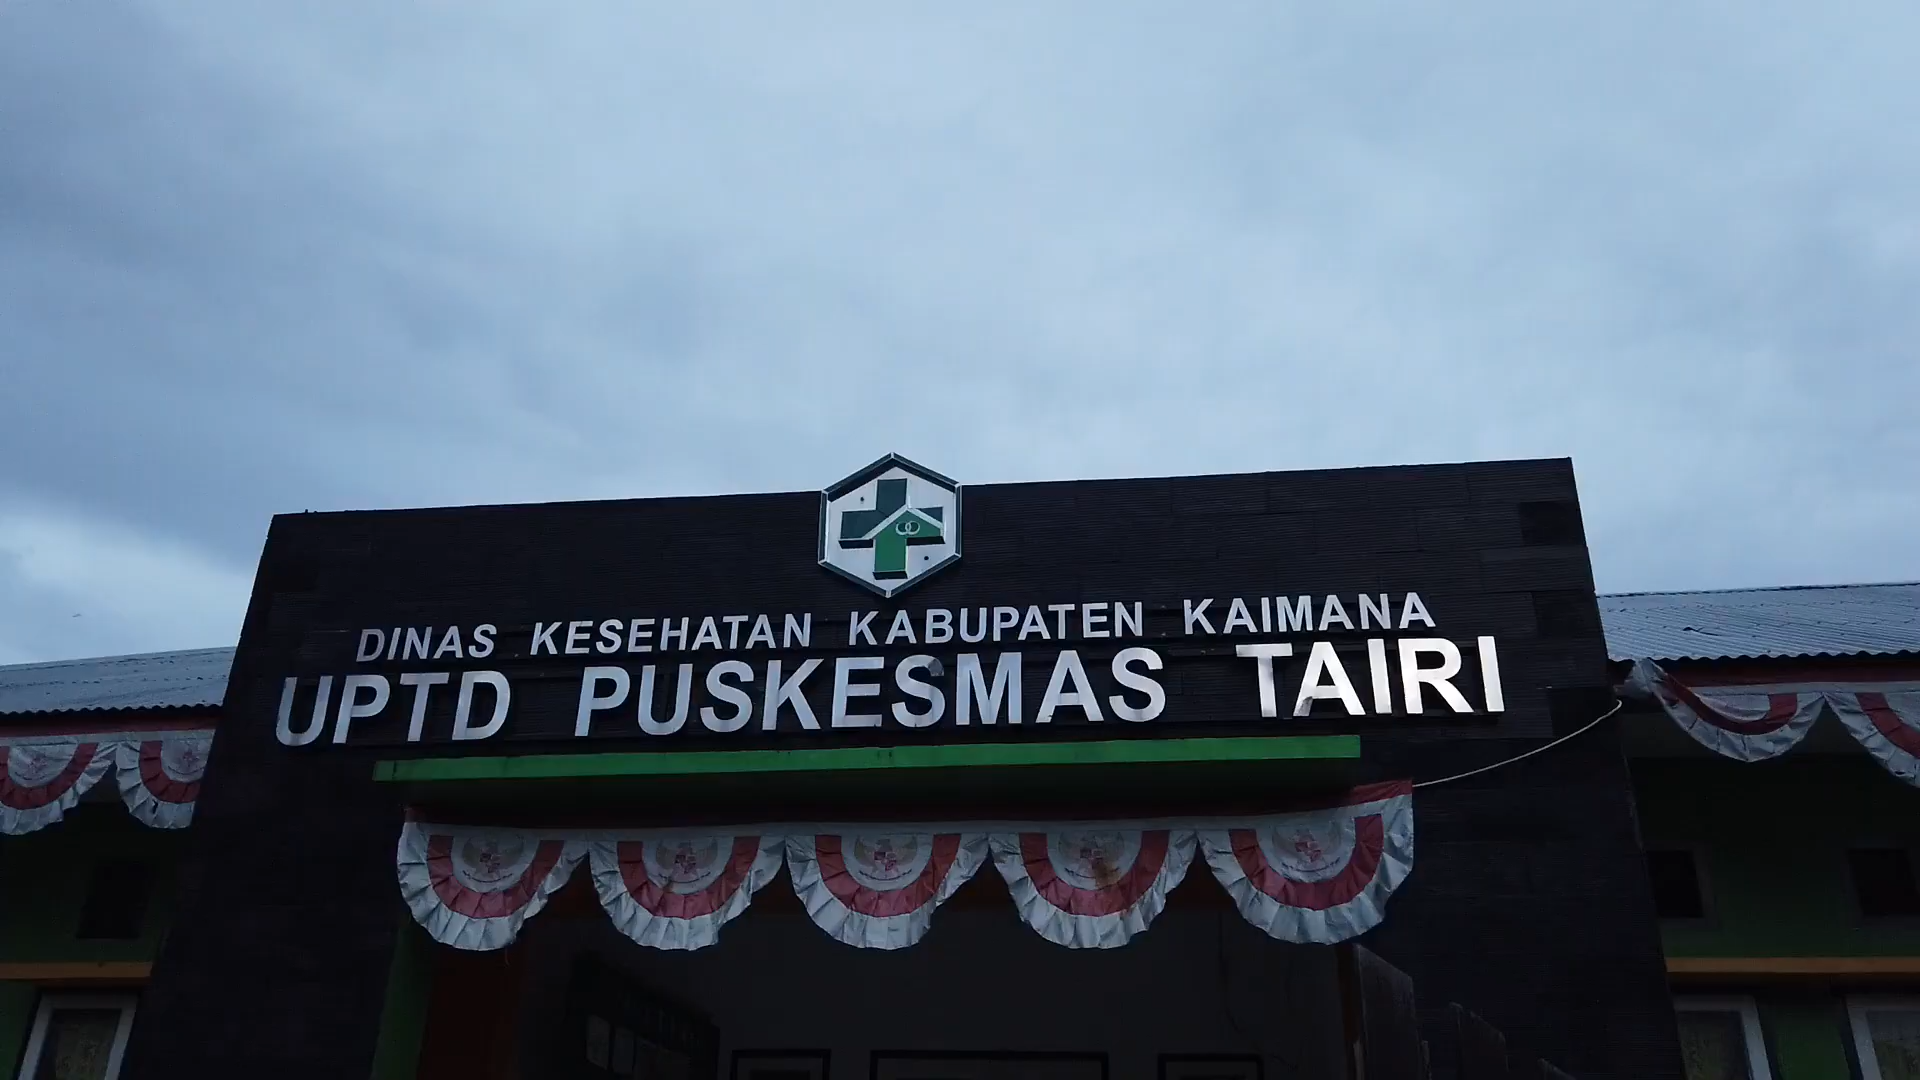 DINAS KESEHATAN KABUPATEN KAIMANA
UPTD PUSKESMAS TAIRI